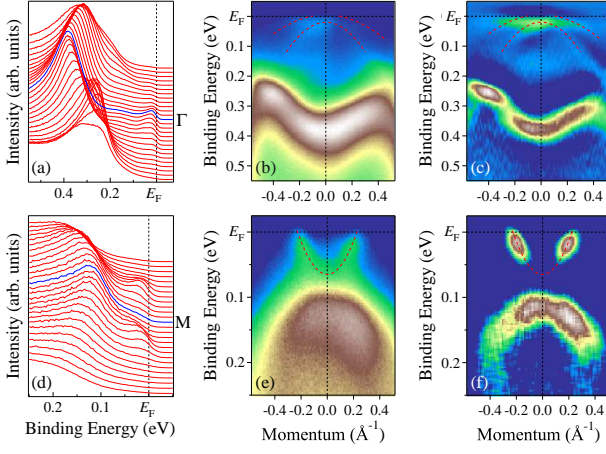 Intensity (arb. units)
(a)
Γ
0.4
0.2
E_F
Binding Energy (eV)
E_F
0.1
0.2
0.3
0.4
0.5
(b)
-0.4
-0.2
0.0
0.2
0.4
Binding Energy (eV)
E_F
0.1
0.2
0.3
0.4
0.5
(c)
-0.4
-0.2
0.0
0.2
0.4
Intensity (arb. units)
(d)
M
0.2
0.1
E_F
Binding Energy (eV)
Binding Energy (eV)
E_F
0.1
0.2
(e)
-0.4
-0.2
0.0
0.2
0.4
Momentum (Å⁻¹)
Binding Energy (eV)
E_F
0.1
0.2
(f)
-0.4
-0.2
0.0
0.2
0.4
Momentum (Å⁻¹)